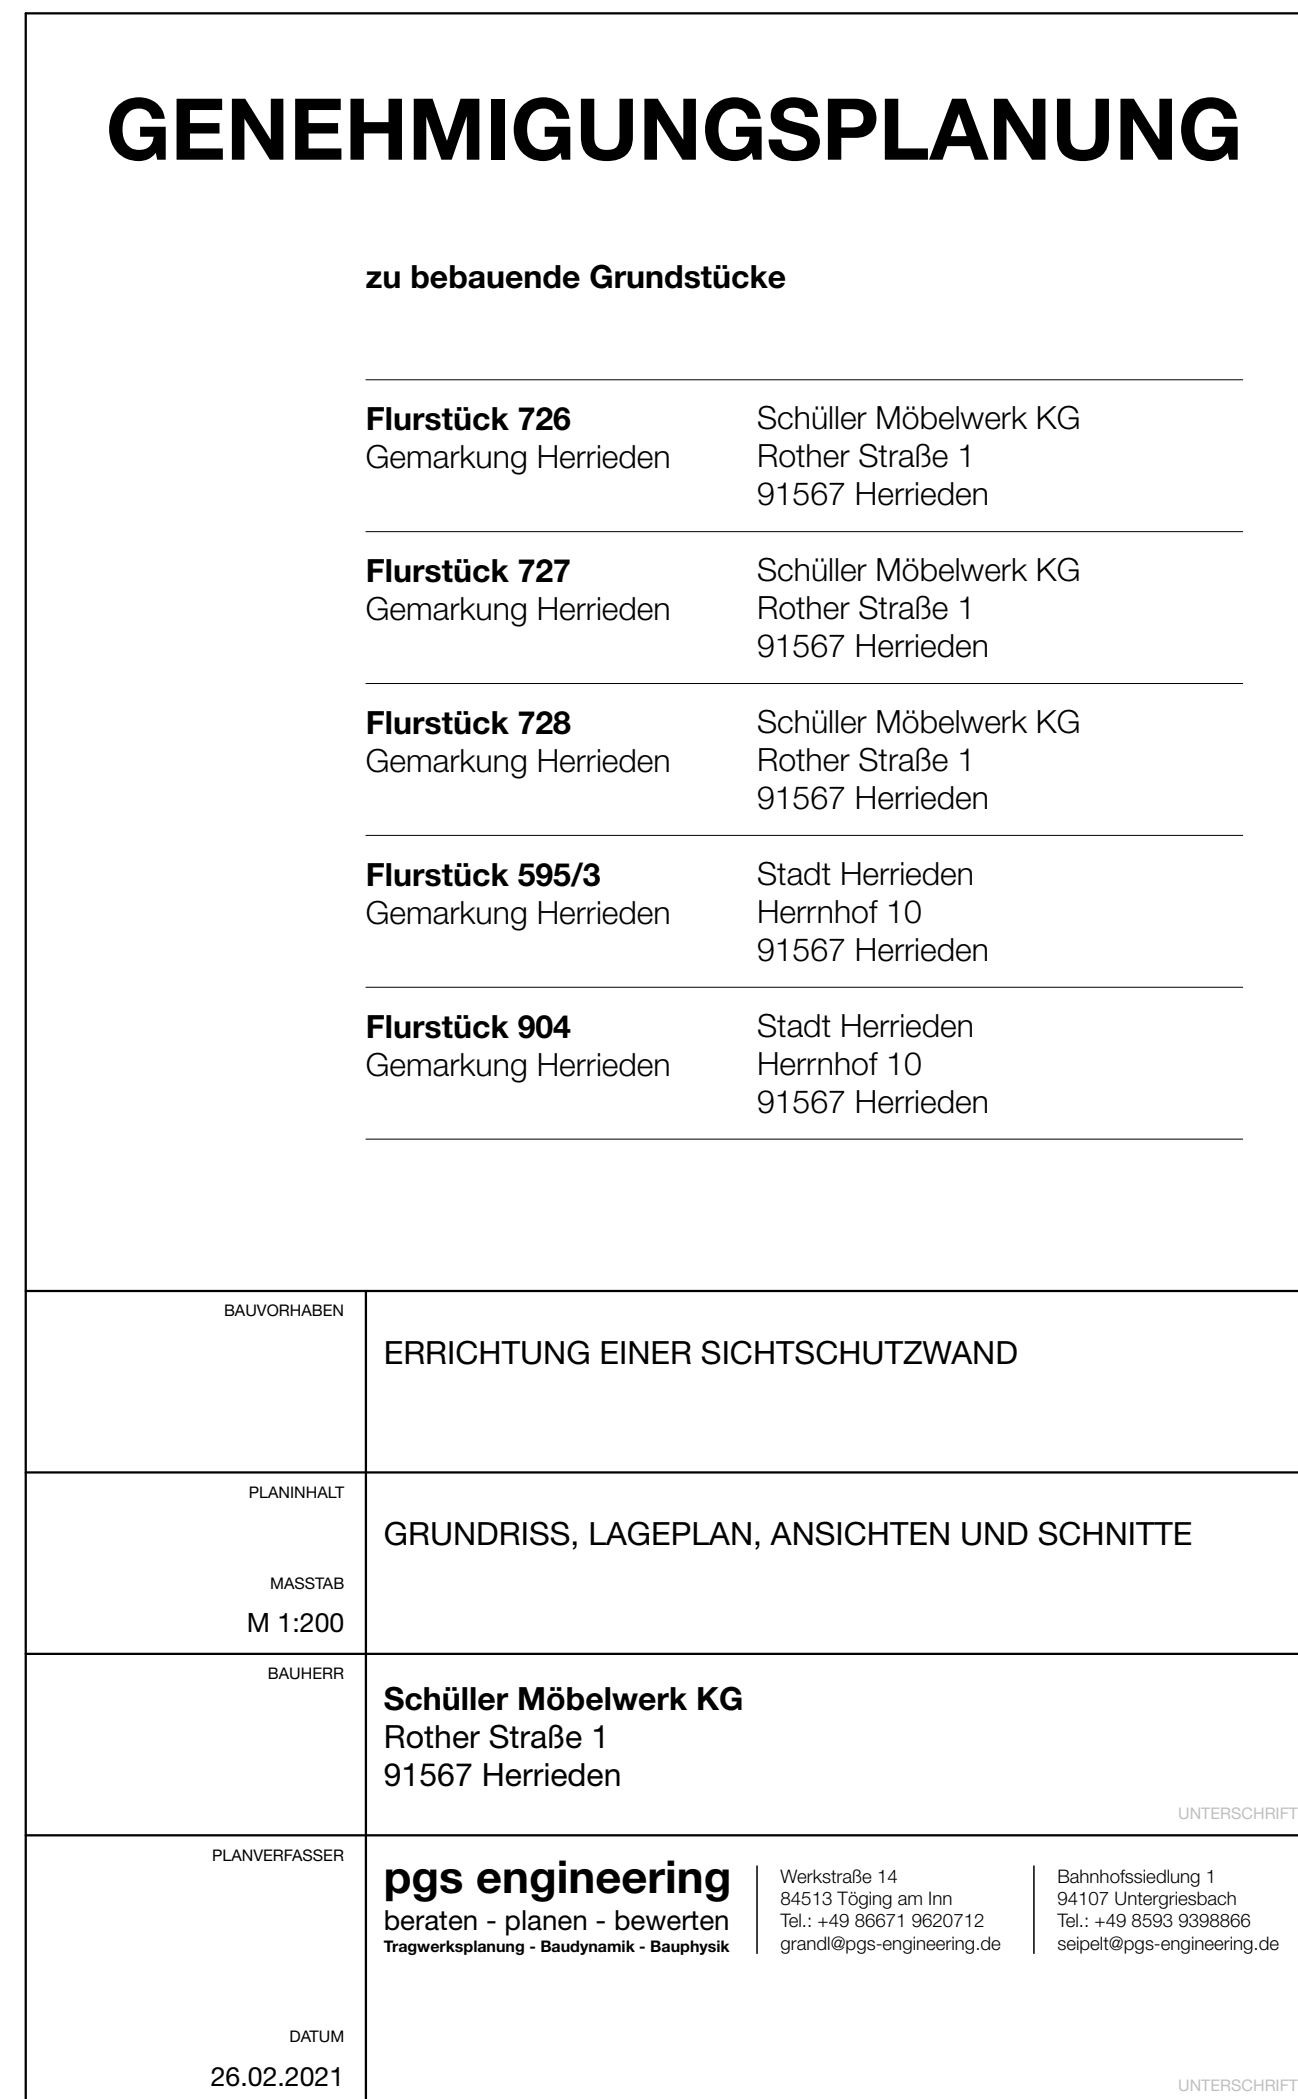 GENEHMIGUNGSPLANUNG
zu bebauende Grundstücke
Flurstück 726
Gemarkung Herrieden
Schüller Möbelwerk KG
Rother Straße 1
91567 Herrieden
Flurstück 727
Gemarkung Herrieden
Schüller Möbelwerk KG
Rother Straße 1
91567 Herrieden
Flurstück 728
Gemarkung Herrieden
Schüller Möbelwerk KG
Rother Straße 1
91567 Herrieden
Flurstück 595/3
Gemarkung Herrieden
Stadt Herrieden
Herrnhof 10
91567 Herrieden
Flurstück 904
Gemarkung Herrieden
Stadt Herrieden
Herrnhof 10
91567 Herrieden
BAUVORHABEN
ERRICHTUNG EINER SICHTSCHUTZWAND
PLANINHALT
GRUNDRISS, LAGEPLAN, ANSICHTEN UND SCHNITTE
MASSTAB
M 1:200
BAUHERR
Schüller Möbelwerk KG
Rother Straße 1
91567 Herrieden
UNTERSCHRIFT
PLANVERFASSER
pgs engineering
beraten - planen - bewerten
Tragwerksplanung - Baudynamik - Bauphysik
Werkstraße 14
84513 Töging am Inn
Tel.: +49 86671 9620712
grandl@pgs-engineering.de
Bahnhofssiedlung 1
94107 Untergriesbach
Tel.: +49 8593 9398866
seipelt@pgs-engineering.de
DATUM
26.02.2021
UNTERSCHRIFT